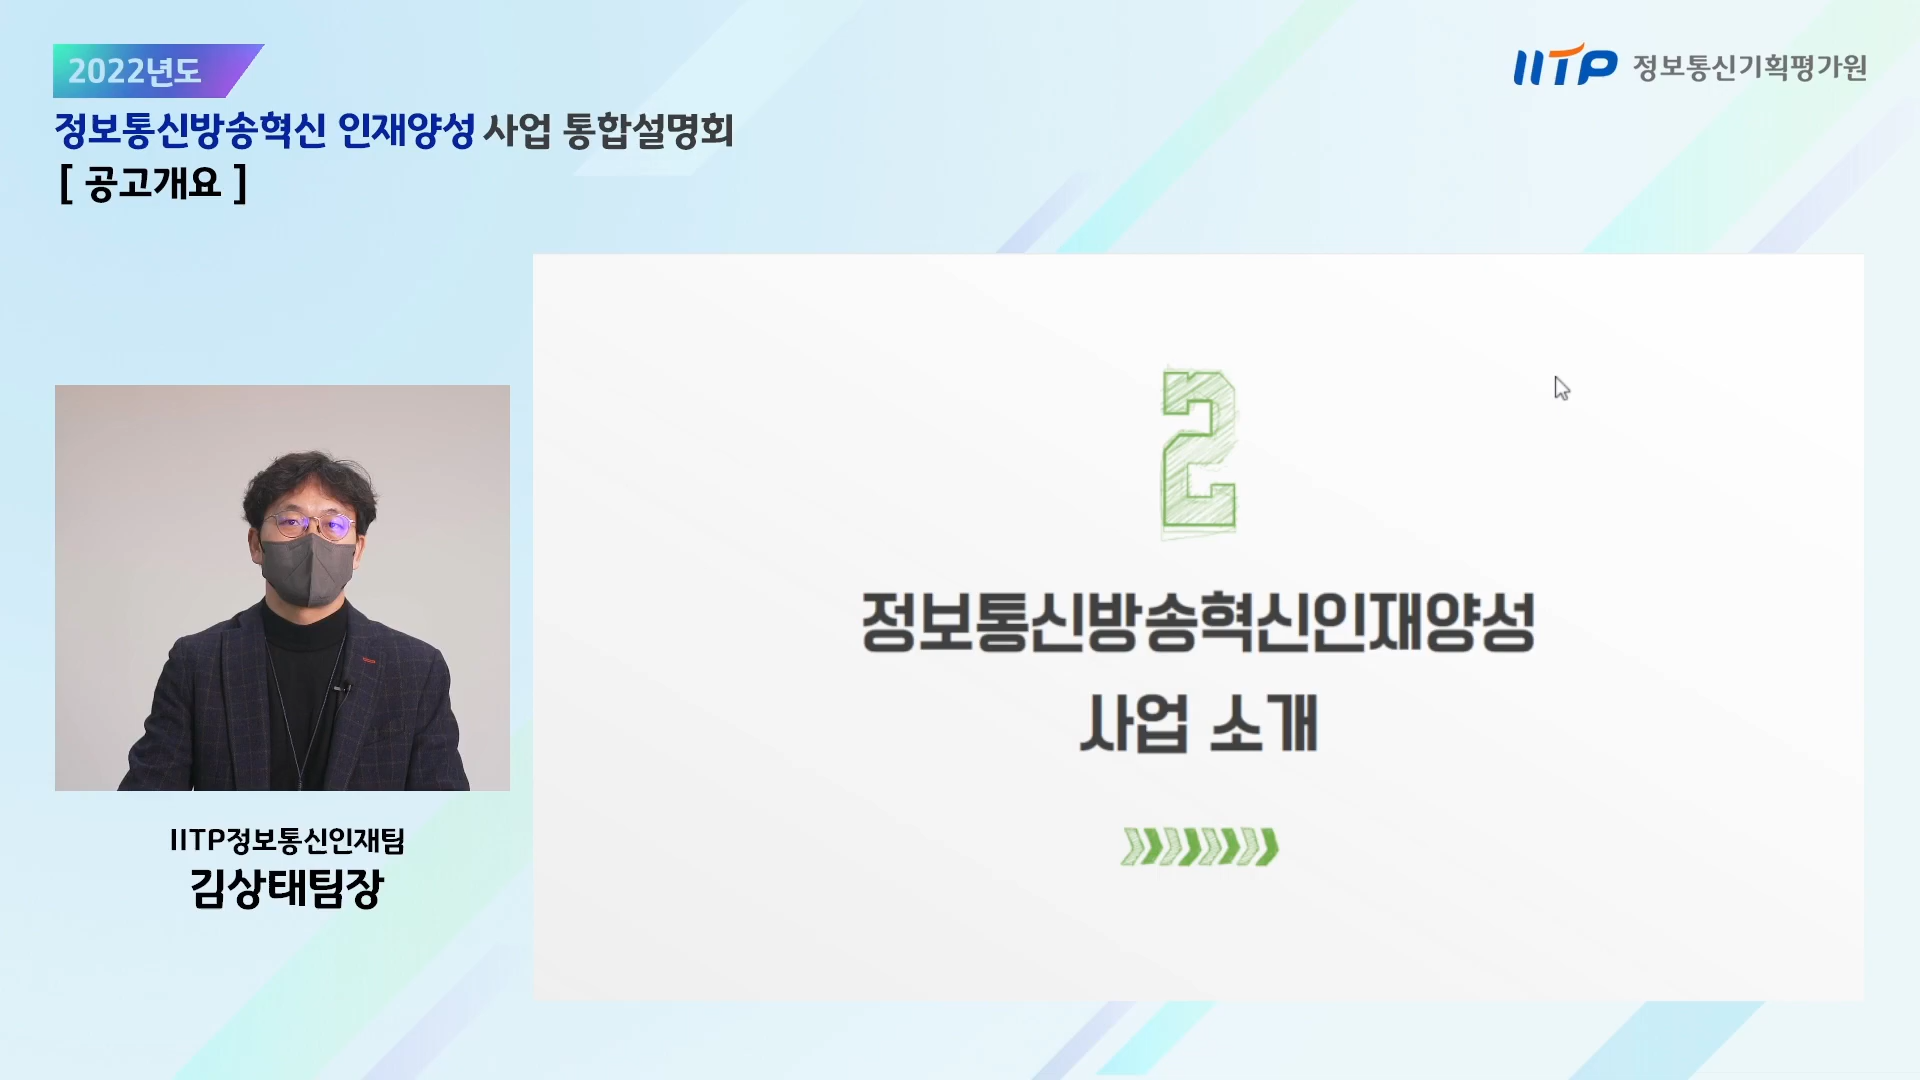 2022년도
정보통신방송혁신 인재양성 사업 통합설명회
[ 공고개요 ]
IITP 정보통신기획평가원
2
정보통신방송혁신인재양성
사업 소개
IITP정보통신인재팀
김상태팀장